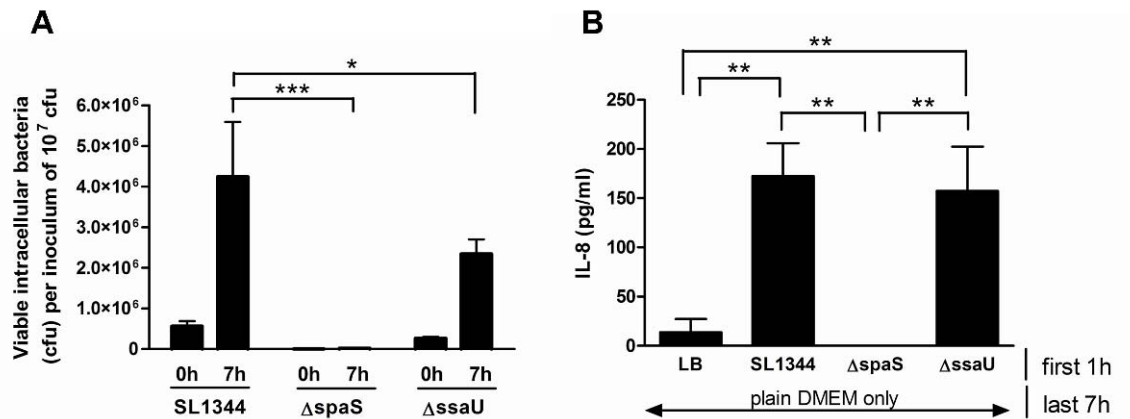 A
Viable intracellular bacteria
(cfu) per inoculum of 10⁷ cfu
6.0×10⁶
5.0×10⁶
4.0×10⁶
3.0×10⁶
2.0×10⁶
1.0×10⁶
0
***
*
0h 7h 0h 7h 0h 7h
SL1344 ΔspaS ΔssaU
B
IL-8 (pg/ml)
250
200
150
100
50
0
**
**
** **
LB SL1344 ΔspaS ΔssaU
first 1h
plain DMEM only
last 7h